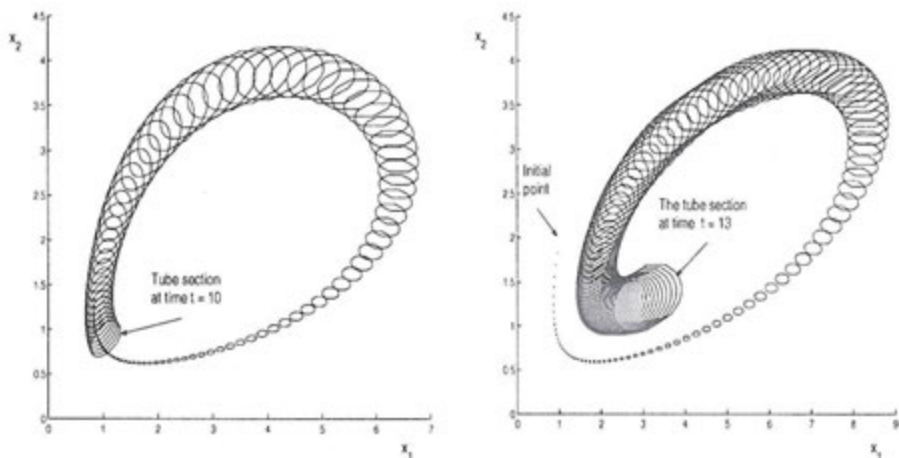 x₂
4.5
4
3.5
3
2.5
2
1.5
1
0.5
0
Tube section
at time t = 10
0 1 2 3 4 5 6 7
x₁
x₂
4.5
4
3.5
3
2.5
2
1.5
1
0.5
0
Initial
point
The tube section
at time t = 13
0 1 2 3 4 5 6 7 8 9
x₁